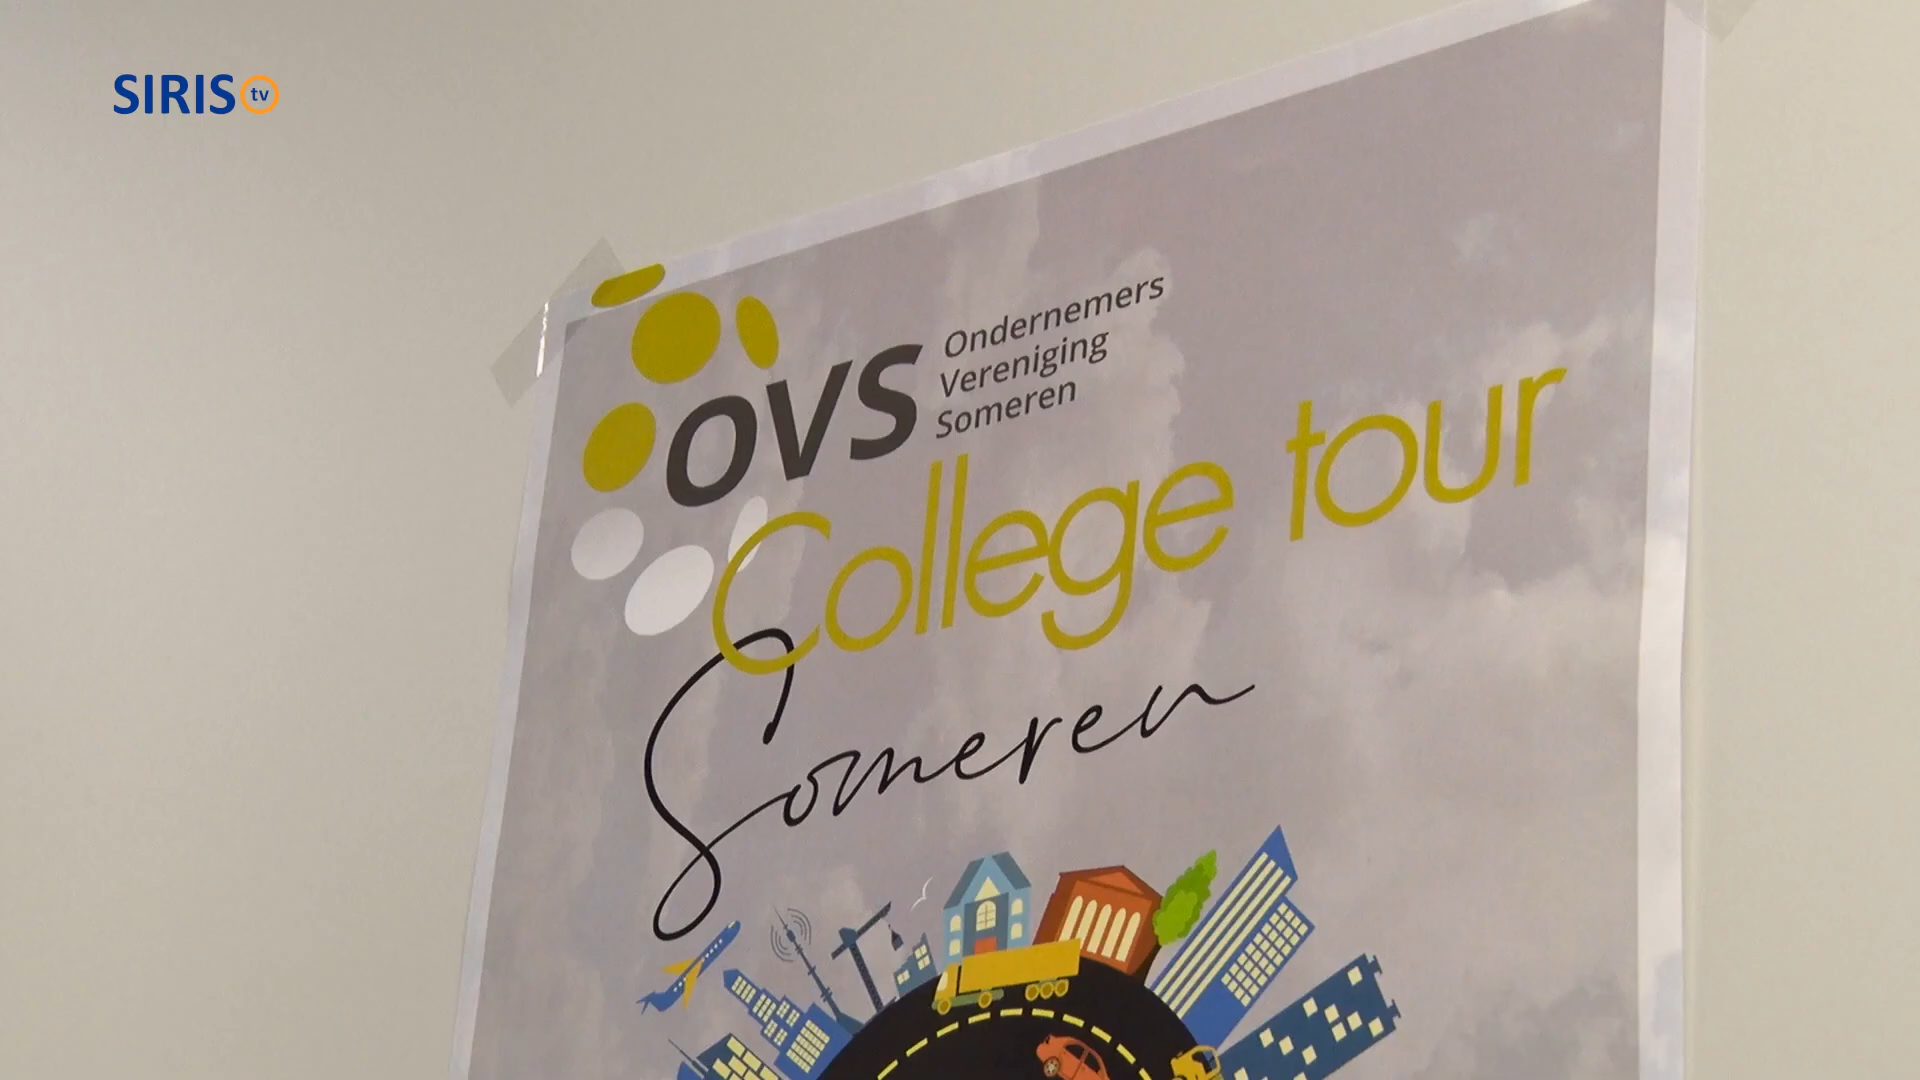 SIRIS tv
OVS
Ondernemers
Vereniging
Someren
College tour
Someren